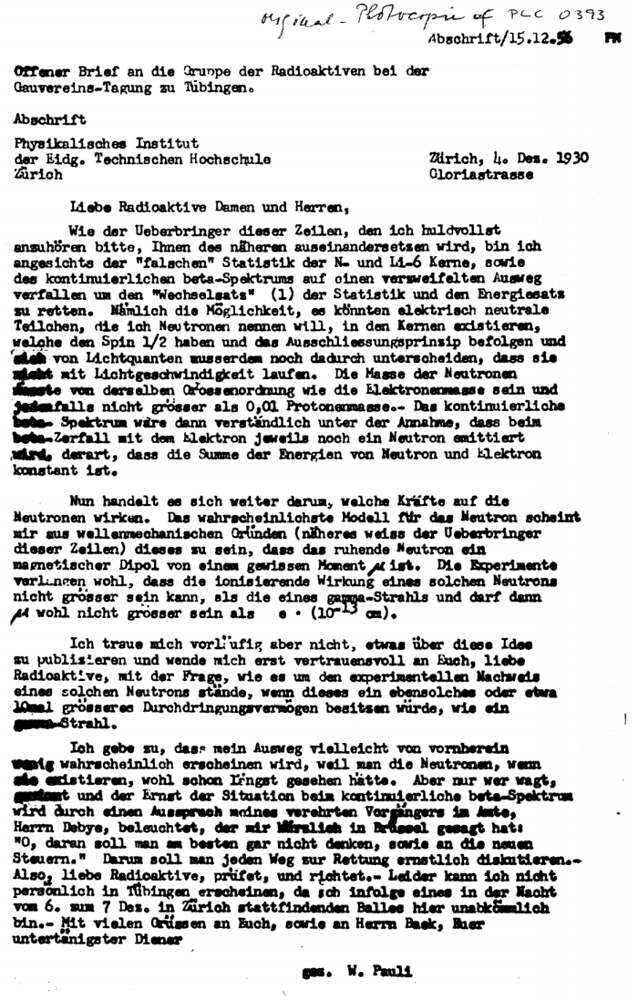 original - Photocopie of PLC 0393
Abschrift/15.12.56 PM
Offener Brief an die Gruppe der Radioaktiven bei der
Gauvereins-Tagung zu Tübingen.
Abschrift
Physikalisches Institut
der Eidg. Technischen Hochschule
Zürich
Zürich, 4. Dez. 1930
Gloriastrasse
Liebe Radioaktive Damen und Herren,
Wie der Ueberbringer dieser Zeilen, den ich huldvollst
anzuhören bitte, Ihnen des näheren auseinandersetzen wird, bin ich
angesichts der "falschen" Statistik der N- und Li-6 Kerne, sowie
des kontinuierlichen beta-Spektrums auf einen verzweifelten Ausweg
verfallen um den "Wechselsatz" (1) der Statistik und den Energiesatz
zu retten. Nämlich die Möglichkeit, es könnten elektrisch neutrale
Teilchen, die ich Neutronen nennen will, in den Kernen existieren,
welche den Spin 1/2 haben und das Ausschliessungsprinzip befolgen und
sich von Lichtquanten ausserdem noch dadurch unterscheiden, dass sie
nicht mit Lichtgeschwindigkeit laufen. Die Masse der Neutronen
müsste von derselben Grössenordnung wie die Elektronenmasse sein und
jedenfalls nicht grösser als 0,01 Protonenmasse.- Das kontinuierliche
beta- Spektrum wäre dann verständlich unter der Annahme, dass beim
beta-Zerfall mit dem Elektron jeweils noch ein Neutron emittiert
wird, derart, dass die Summe der Energien von Neutron und Elektron
konstant ist.
Nun handelt es sich weiter darum, welche Kräfte auf die
Neutronen wirken. Das wahrscheinlichste Modell für das Neutron scheint
mir aus wellenmechanischen Gründen (näheres weiss der Ueberbringer
dieser Zeilen) dieses zu sein, dass das ruhende Neutron ein
magnetischer Dipol von einem gewissen Moment μ ist. Die Experimente
verlangen wohl, dass die ionisierende Wirkung eines solchen Neutrons
nicht grösser sein kann, als die eines gamma-Strahls und darf dann
μ wohl nicht grösser sein als e · (10⁻¹³ cm).
Ich traue mich vorläufig aber nicht, etwas über diese Idee
zu publizieren und wende mich erst vertrauensvoll an Euch, liebe
Radioaktive, mit der Frage, wie es um den experimentellen Nachweis
eines solchen Neutrons stände, wenn dieses ein ebensolches oder etwa
10mal grösseres Durchdringungsvermögen besitzen würde, wie ein
gamma-Strahl.
Ich gebe zu, dass mein Ausweg vielleicht von vornherein
wenig wahrscheinlich erscheinen wird, weil man die Neutronen, wenn
sie existieren, wohl schon längst gesehen hätte. Aber nur wer wagt,
gewinnt und der Ernst der Situation beim kontinuierliche beta-Spektrum
wird durch einen Ausspruch meines verehrten Vorgängers im Amte,
Herrn Debye, beleuchtet, der mir kürzlich in Brüssel gesagt hat:
"O, daran soll man am besten gar nicht denken, sowie an die neuen
Steuern." Darum soll man jeden Weg zur Rettung ernstlich diskutieren.-
Also, liebe Radioaktive, prüfet, und richtet.- Leider kann ich nicht
persönlich in Tübingen erscheinen, da ich infolge eines in der Nacht
vom 6. zum 7 Dez. in Zürich stattfindenden Balles hier unabkömmlich
bin.- Mit vielen Grüssen an Euch, sowie an Herrn Back, Euer
untertänigster Diener
gez. W. Pauli